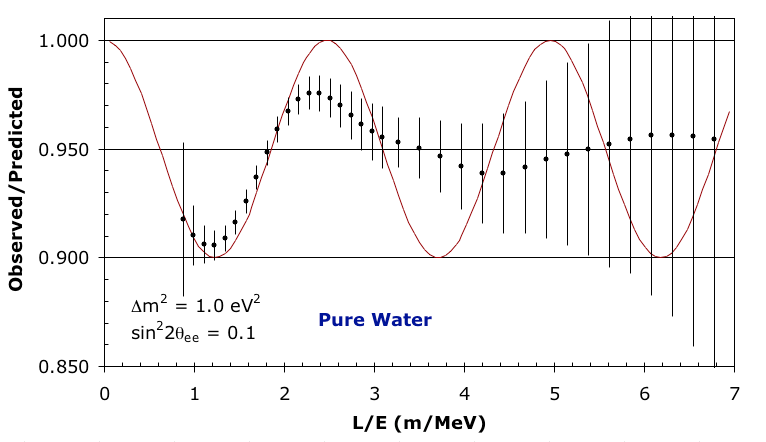 Observed/Predicted
1.000
0.950
0.900
0.850
Δm² = 1.0 eV²
sin²2θee = 0.1
Pure Water
0 1 2 3 4 5 6 7
L/E (m/MeV)